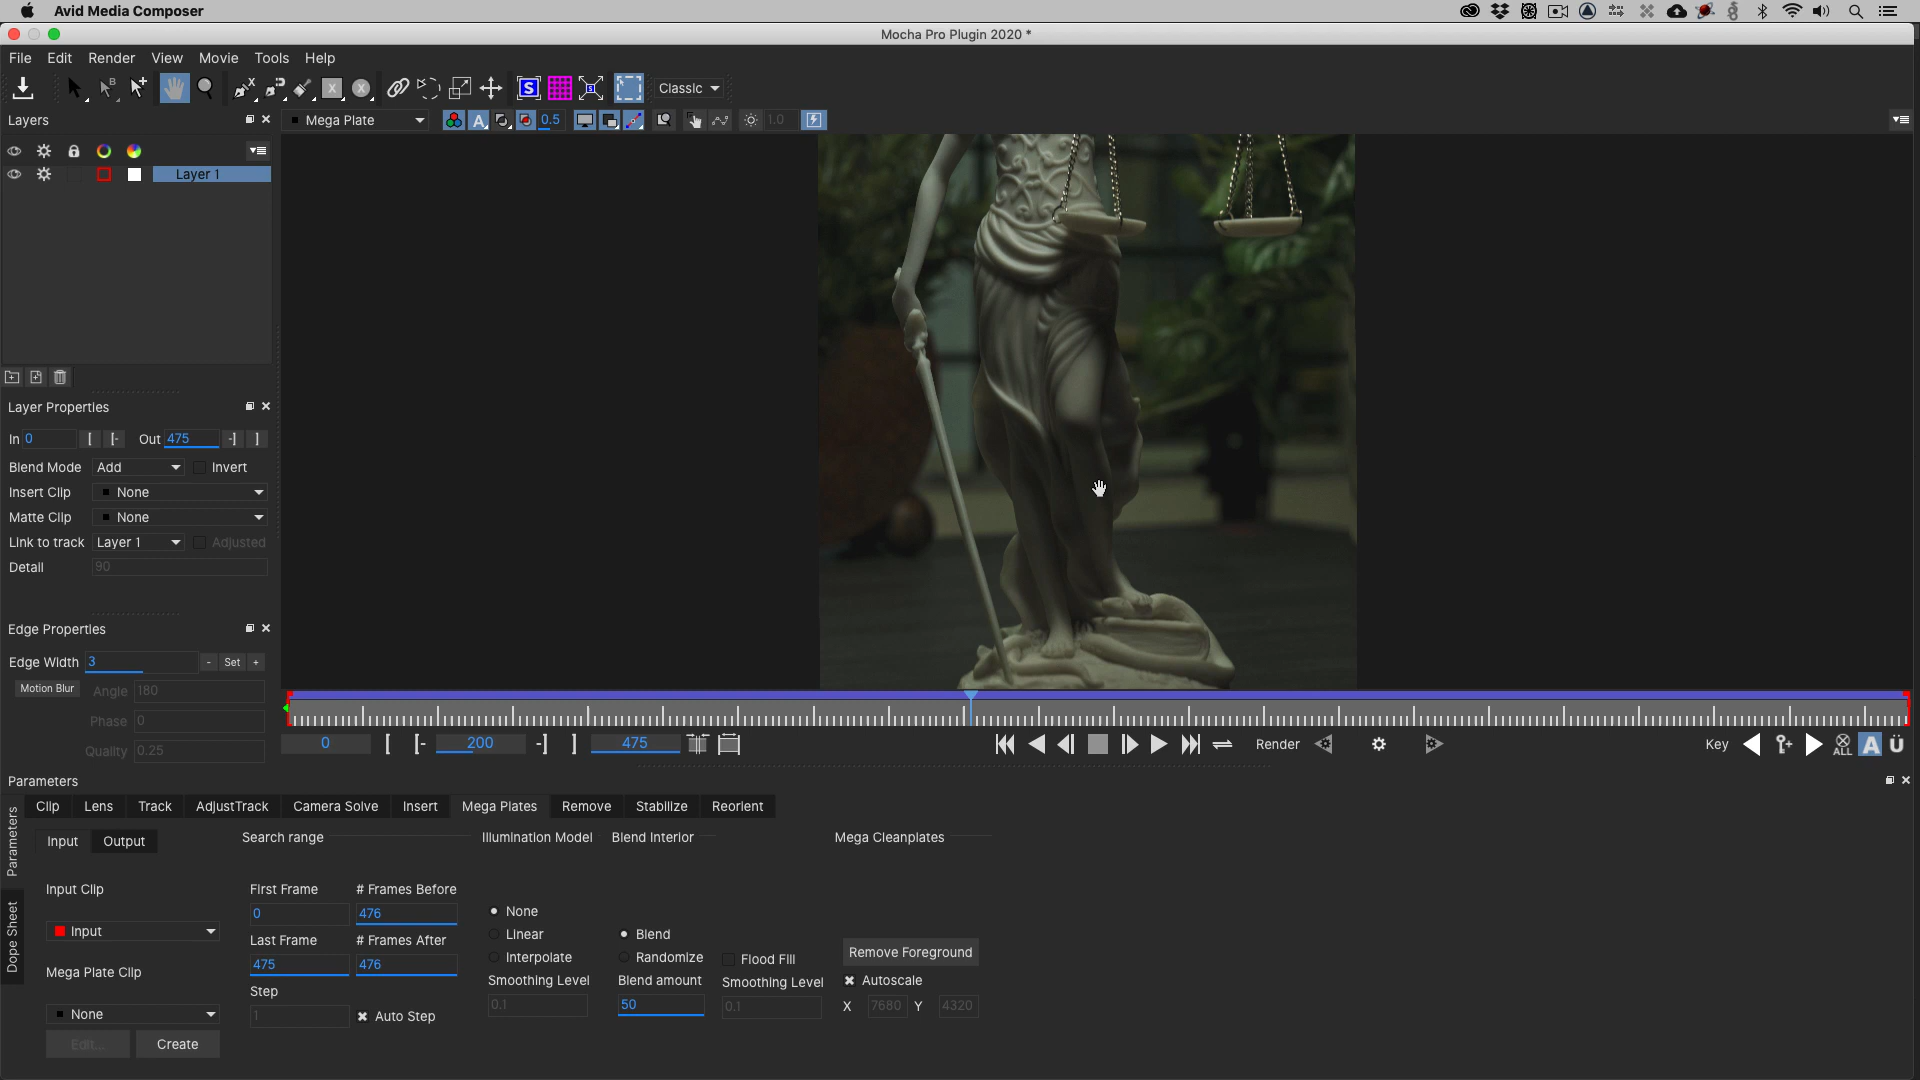 Avid Media Composer
Mocha Pro Plugin 2020 *
File Edit Render View Movie Tools Help
Classic
Layers
Mega Plate
0.5
1.0
Layer 1
Layer Properties
In 0 Out 475
Blend Mode Add Invert
Insert Clip None
Matte Clip None
Link to track Layer 1 Adjusted
Detail 90
Edge Properties
Edge Width 3 - Set +
Motion Blur Angle 180
Phase 0
Quality 0.25
0 [ [- 200 -] ] 475 Render Key ALL A Ü
Parameters
Clip Lens Track AdjustTrack Camera Solve Insert Mega Plates Remove Stabilize Reorient
Parameters
Dope Sheet
Input Output Search range Illumination Model Blend Interior Mega Cleanplates
Input Clip First Frame # Frames Before
0 476 None
Input Last Frame # Frames After Linear Blend
475 476 Interpolate Randomize Flood Fill Remove Foreground
Mega Plate Clip Step Smoothing Level Blend amount Smoothing Level Autoscale
None 1 Auto Step 0.1 50 0.1 X 7680 Y 4320
Edit... Create